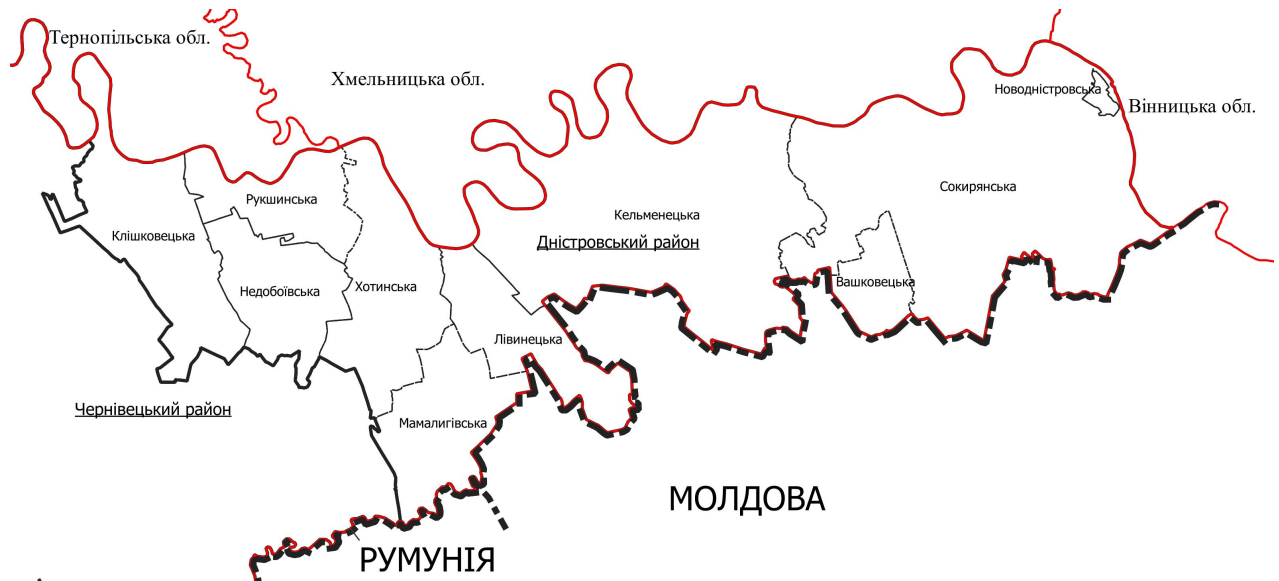 Тернопільська обл.
Хмельницька обл.
Новодністровська
Вінницька обл.
Сокирянська
Рукшинська
Кельменецька
Клішковецька
Дністровський район
Недобоївська
Хотинська
Вашковецька
Лівинецька
Чернівецький район
Мамалигівська
МОЛДОВА
РУМУНІЯ